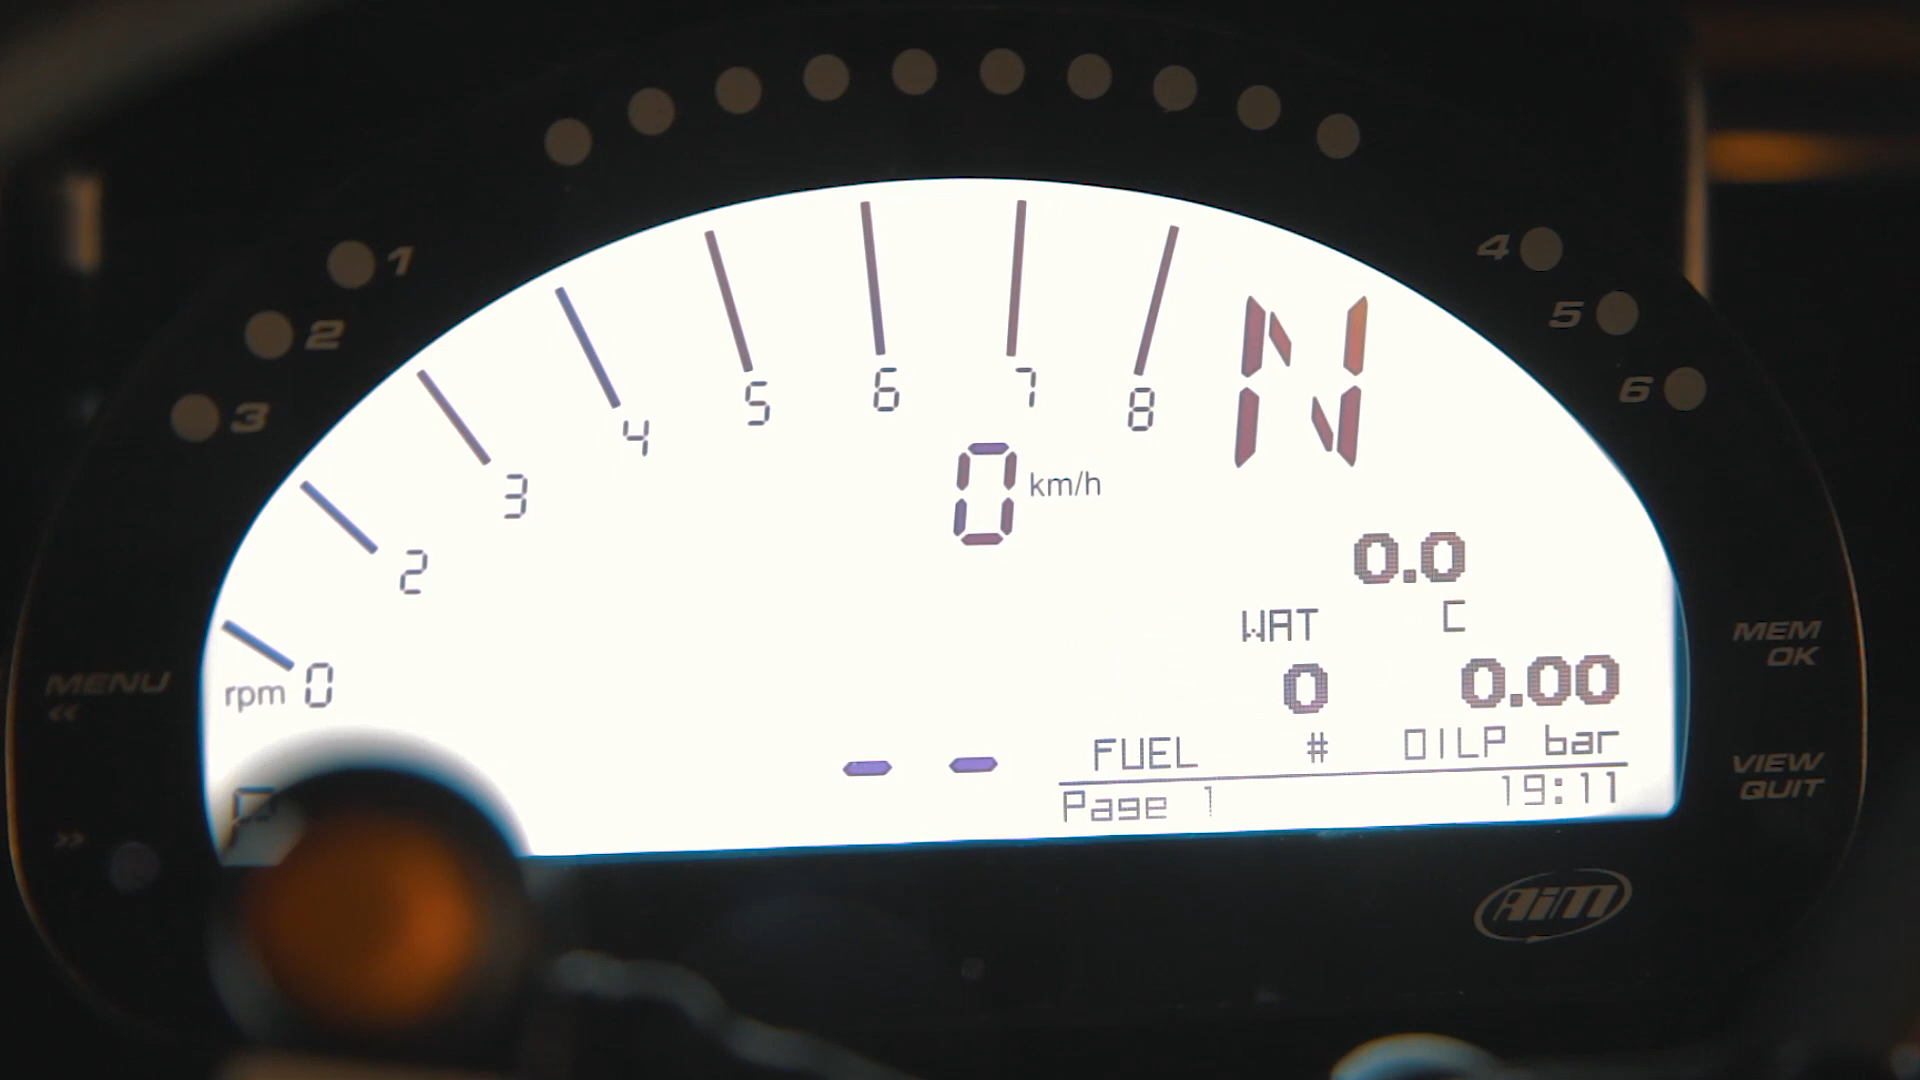 1
4
2
5
3
6
5
6
7
8
N
4
3
0 km/h
2
0.0
WAT C
MEM
OK
MENU
<<
rpm 0
0
0.00
FUEL #
OILP bar
VIEW
QUIT
Page 1
19:11
>>
AiM